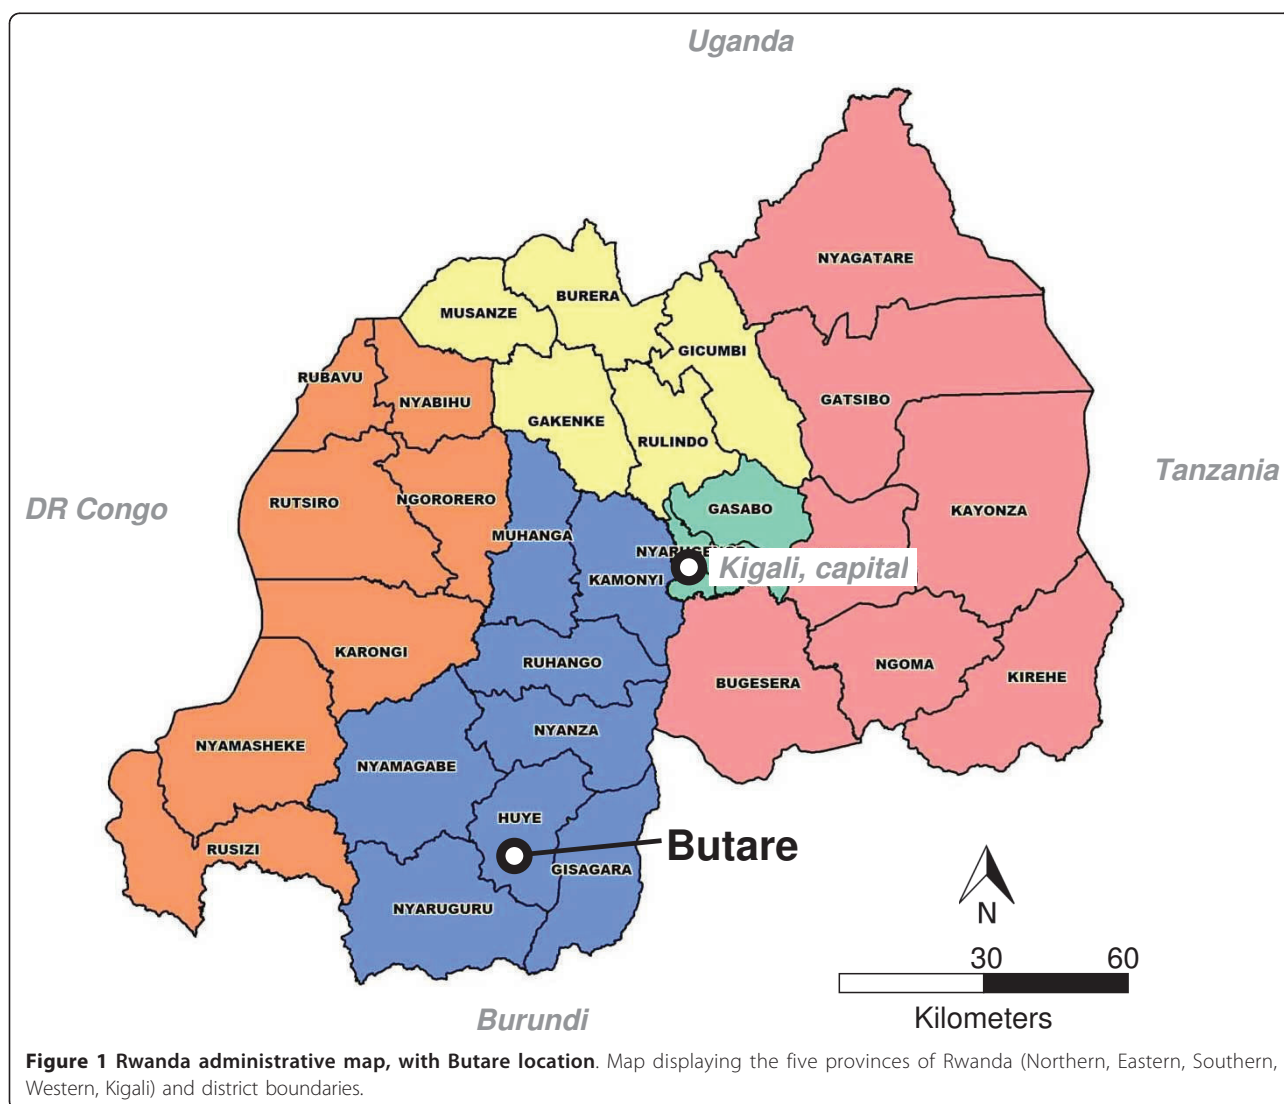 Uganda
NYAGATARE
BURERA
MUSANZE
GICUMBI
RUBAVU
NYABIHU
GATSIBO
GAKENKE
RULINDO
Tanzania
DR Congo
RUTSIRO
NGORORERO
GASABO
KAYONZA
MUHANGA
KAMONYI
Kigali, capital
KARONGI
RUHANGO
BUGESERA
NGOMA
KIREHE
NYANZA
NYAMASHEKE
NYAMAGABE
HUYE
Butare
RUSIZI
GISAGARA
NYARUGURU
N
30 60
Kilometers
Burundi
Figure 1 Rwanda administrative map, with Butare location. Map displaying the five provinces of Rwanda (Northern, Eastern, Southern,
Western, Kigali) and district boundaries.